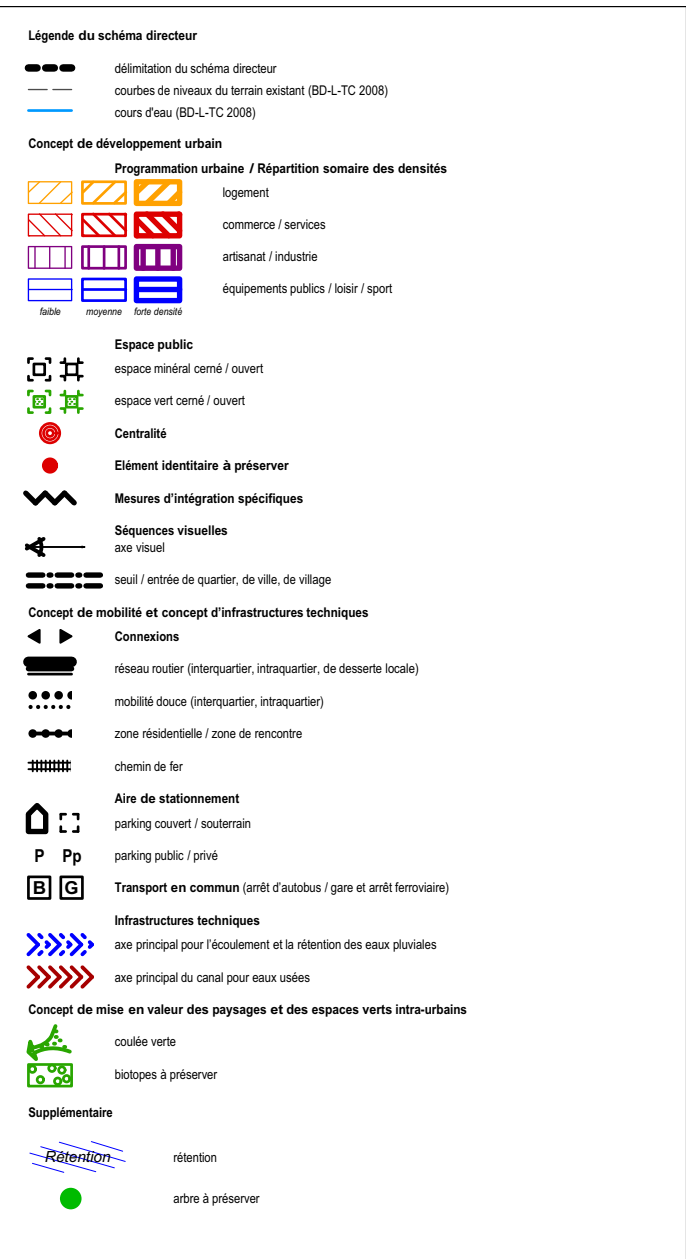 Légende du schéma directeur
délimitation du schéma directeur
courbes de niveaux du terrain existant (BD-L-TC 2008)
cours d'eau (BD-L-TC 2008)
Concept de développement urbain
Programmation urbaine / Répartition somaire des densités
logement
commerce / services
artisanat / industrie
équipements publics / loisir / sport
faible moyenne forte densité
Espace public
espace minéral cerné / ouvert
espace vert cerné / ouvert
Centralité
Elément identitaire à préserver
Mesures d'intégration spécifiques
Séquences visuelles
axe visuel
seuil / entrée de quartier, de ville, de village
Concept de mobilité et concept d'infrastructures techniques
Connexions
réseau routier (interquartier, intraquartier, de desserte locale)
mobilité douce (interquartier, intraquartier)
zone résidentielle / zone de rencontre
chemin de fer
Aire de stationnement
parking couvert / souterrain
P Pp parking public / privé
B G Transport en commun (arrêt d'autobus / gare et arrêt ferroviaire)
Infrastructures techniques
axe principal pour l'écoulement et la rétention des eaux pluviales
axe principal du canal pour eaux usées
Concept de mise en valeur des paysages et des espaces verts intra-urbains
coulée verte
biotopes à préserver
Supplémentaire
Rétention rétention
arbre à préserver